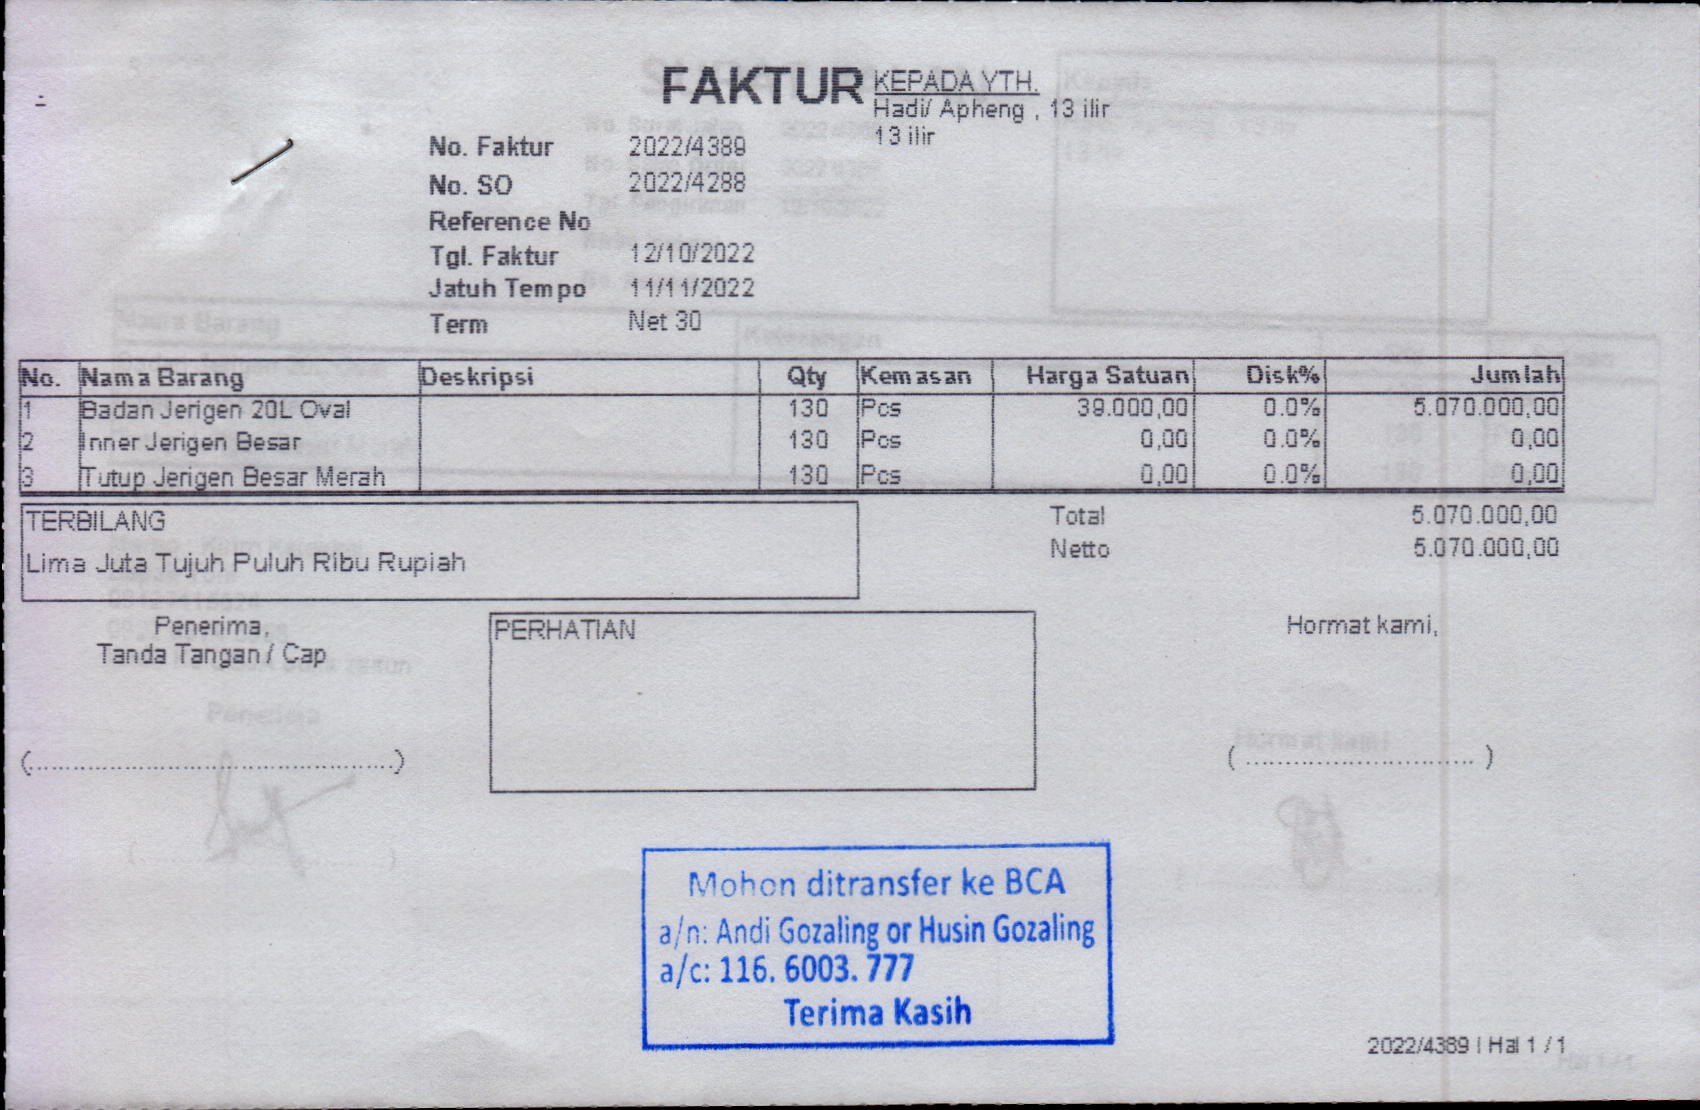 FAKTUR
KEPADA YTH.
Hadi/ Apheng , 13 ilir
13 ilir
No. Faktur 2022/4389
No. SO 2022/4288
Reference No
Tgl. Faktur 12/10/2022
Jatuh Tempo 11/11/2022
Term Net 30
No. Nama Barang Deskripsi Qty Kemasan Harga Satuan Disk% Jumlah
1 Badan Jerigen 20L Oval 130 Pcs 39.000,00 0.0% 5.070.000,00
2 Inner Jerigen Besar 130 Pcs 0,00 0.0% 0,00
3 Tutup Jerigen Besar Merah 130 Pcs 0,00 0.0% 0,00
TERBILANG
Lima Juta Tujuh Puluh Ribu Rupiah
Total 5.070.000,00
Netto 5.070.000,00
Penerima,
Tanda Tangan / Cap
PERHATIAN
Hormat kami,
(....................................................)
( ................................ )
Mohon ditransfer ke BCA
a/n: Andi Gozaling or Husin Gozaling
a/c: 116. 6003. 777
Terima Kasih
2022/4389 | Hal 1 / 1